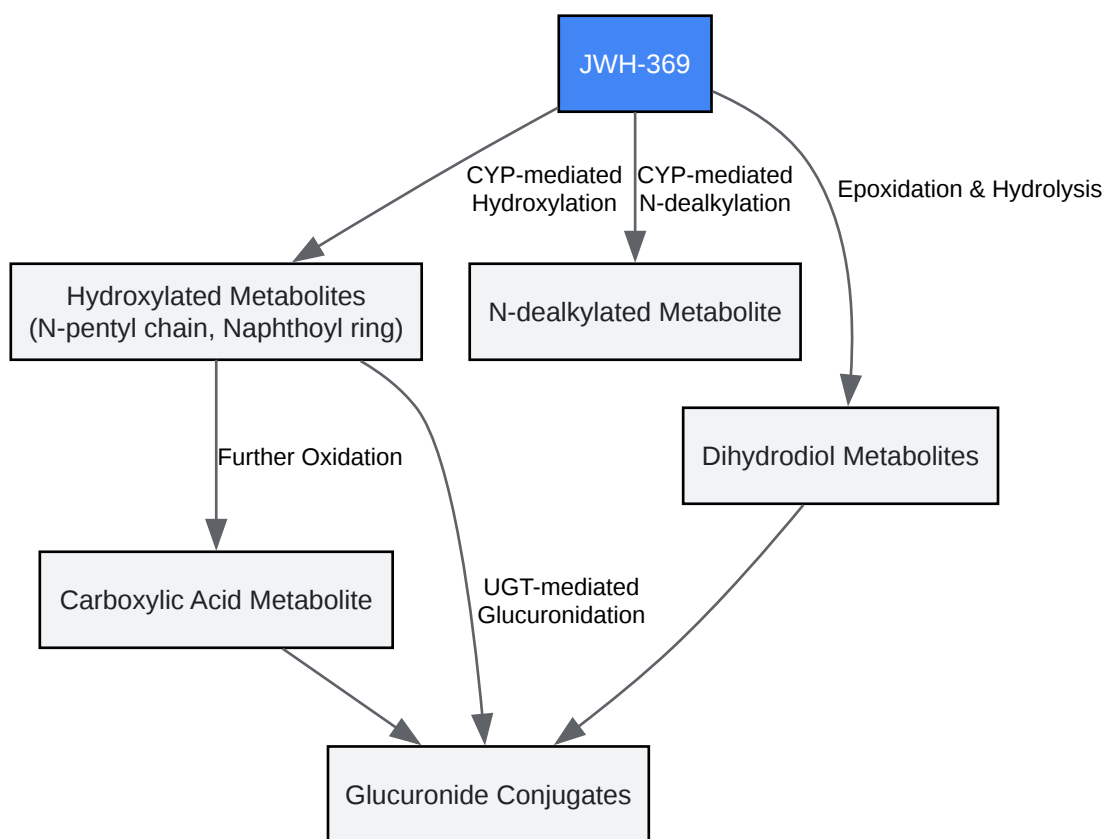 JWH-369
CYP-mediated
Hydroxylation
CYP-mediated
N-dealkylation
Epoxidation & Hydrolysis
Hydroxylated Metabolites
(N-pentyl chain, Naphthoyl ring)
N-dealkylated Metabolite
Further Oxidation
Dihydrodiol Metabolites
Carboxylic Acid Metabolite
UGT-mediated
Glucuronidation
Glucuronide Conjugates